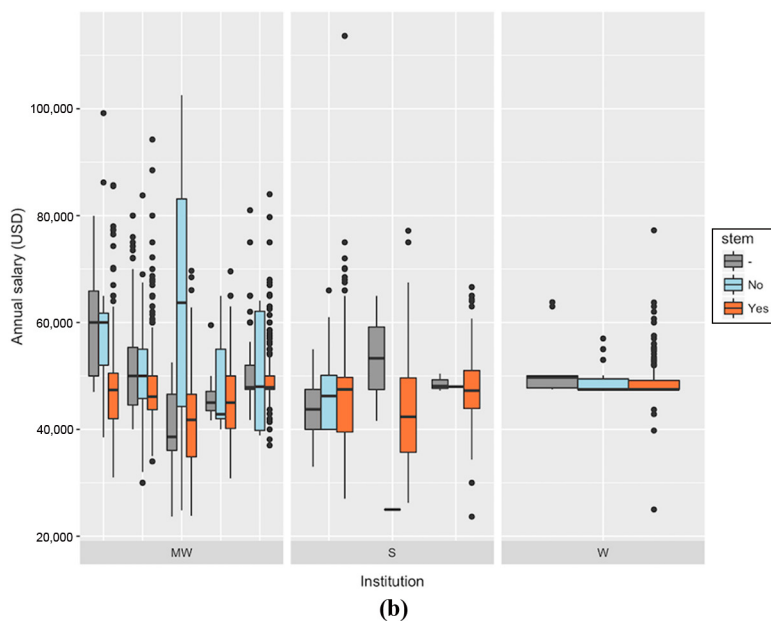 100,000
80,000
60,000
40,000
20,000
Annual salary (USD)
MW
S
W
Institution
stem
-
No
Yes
(b)